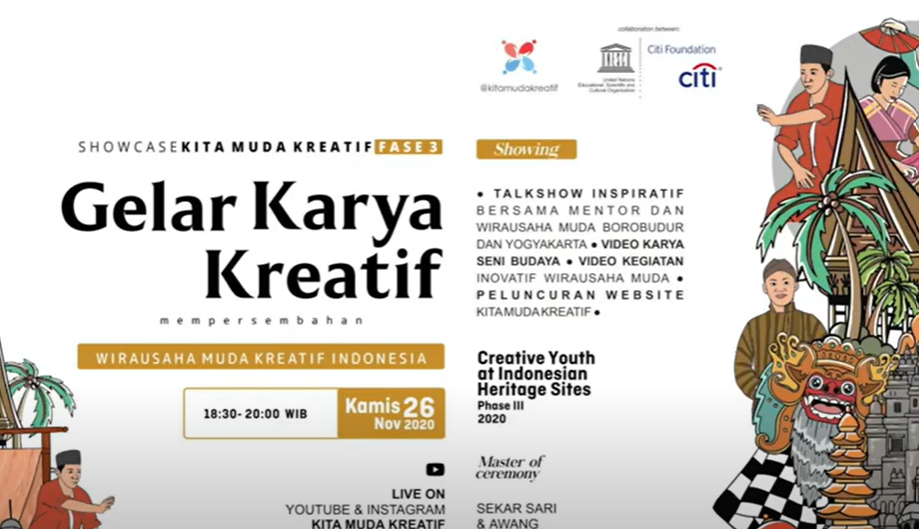 collaboration between:
@kitamudakreatif
United Nations
Educational, Scientific and
Cultural Organization
Citi Foundation
citi
SHOWCASE KITA MUDA KREATIF FASE 3
Gelar Karya
Kreatif
mempersembahan
WIRAUSAHA MUDA KREATIF INDONESIA
18:30- 20:00 WIB
Kamis 26
Nov 2020
LIVE ON
YOUTUBE & INSTAGRAM
KITA MUDA KREATIF
Showing
• TALKSHOW INSPIRATIF
BERSAMA MENTOR DAN
WIRAUSAHA MUDA BOROBUDUR
DAN YOGYAKARTA • VIDEO KARYA
SENI BUDAYA • VIDEO KEGIATAN
INOVATIF WIRAUSAHA MUDA •
PELUNCURAN WEBSITE
KITAMUDAKREATIF •
Creative Youth
at Indonesian
Heritage Sites
Phase III
2020
Master of
ceremony
SEKAR SARI
& AWANG